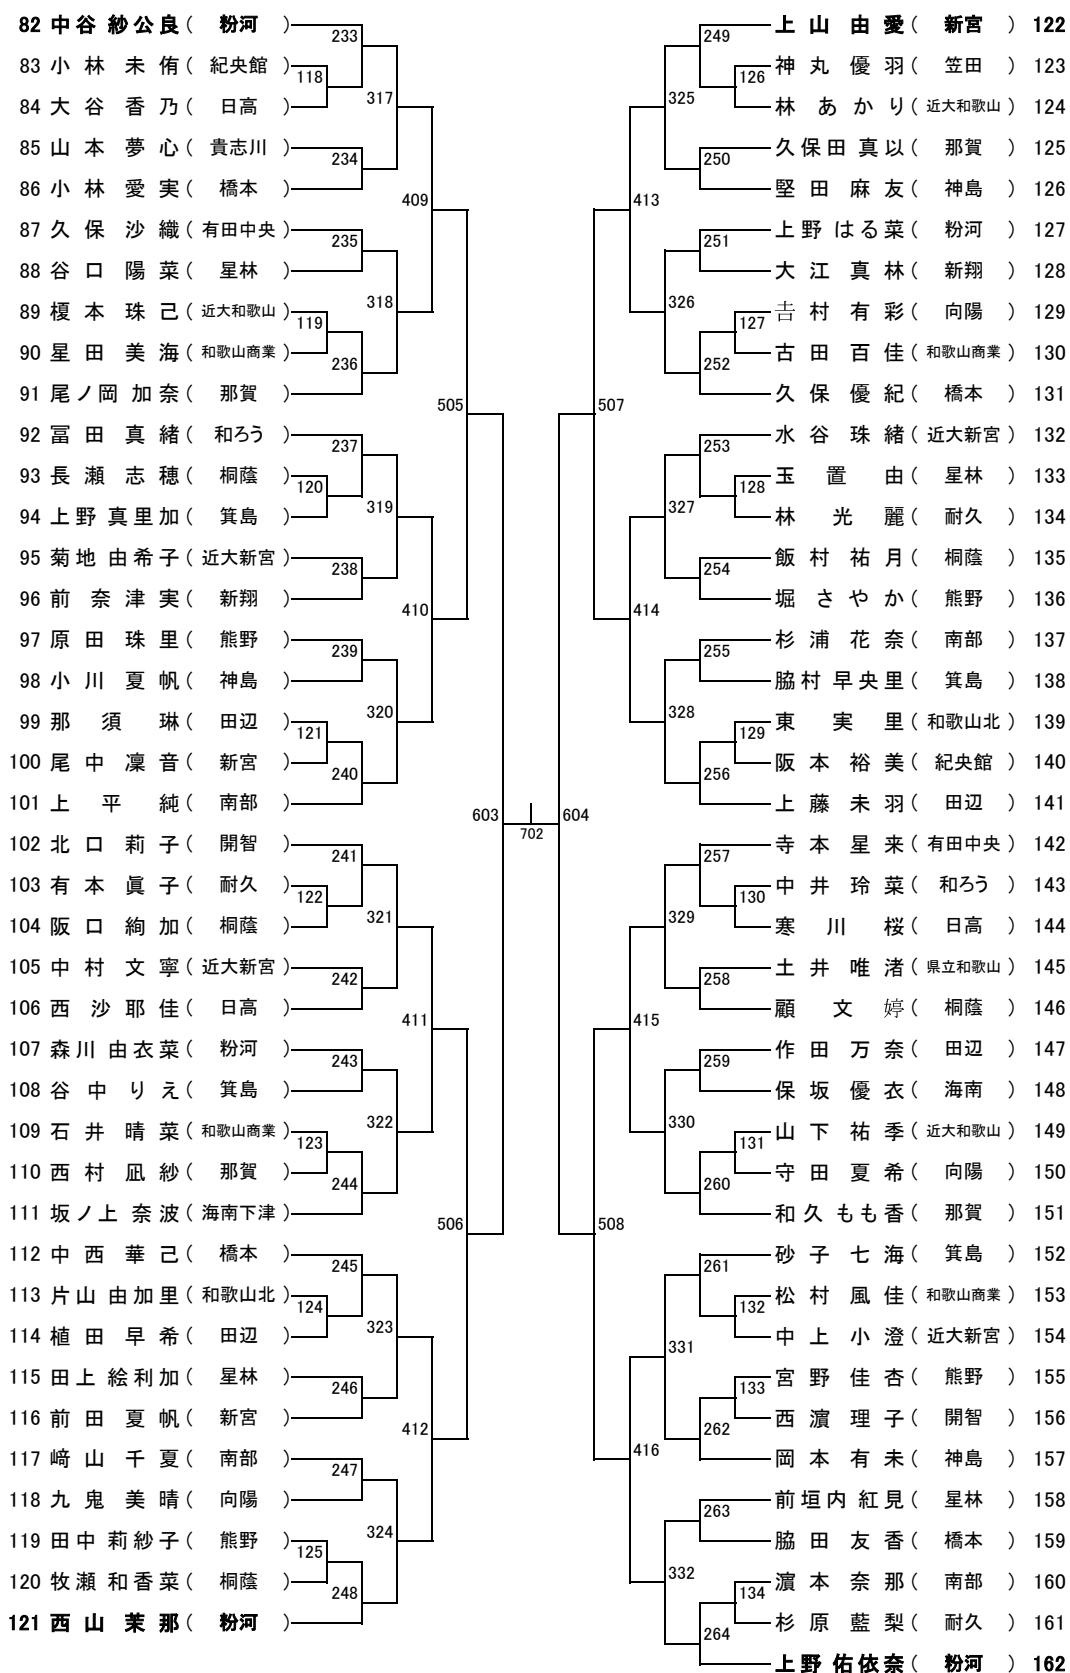 82 中谷 紗公良 ( 粉河 )
83 小林 未侑 ( 紀央館 )
84 大谷 香乃 ( 日高 )
85 山本 夢心 ( 貴志川 )
86 小林 愛実 ( 橋本 )
87 久保 沙織 ( 有田中央 )
88 谷口 陽菜 ( 星林 )
89 榎本 珠己 ( 近大和歌山 )
90 星田 美海 ( 和歌山商業 )
91 尾ノ岡 加奈 ( 那賀 )
92 冨田 真緒 ( 和ろう )
93 長瀬 志穂 ( 桐蔭 )
94 上野 真里加 ( 箕島 )
95 菊地 由希子 ( 近大新宮 )
96 前 奈津実 ( 新翔 )
97 原田 珠里 ( 熊野 )
98 小川 夏帆 ( 神島 )
99 那須 琳 ( 田辺 )
100 尾中 凜音 ( 新宮 )
101 上平 純 ( 南部 )
102 北口 莉子 ( 開智 )
103 有本 眞子 ( 耐久 )
104 阪口 絢加 ( 桐蔭 )
105 中村 文寧 ( 近大新宮 )
106 西 沙耶佳 ( 日高 )
107 森川 由衣菜 ( 粉河 )
108 谷中 りえ ( 箕島 )
109 石井 晴菜 ( 和歌山商業 )
110 西村 凪紗 ( 那賀 )
111 坂ノ上 奈波 ( 海南下津 )
112 中西 華己 ( 橋本 )
113 片山 由加里 ( 和歌山北 )
114 植田 早希 ( 田辺 )
115 田上 絵利加 ( 星林 )
116 前田 夏帆 ( 新宮 )
117 﨑山 千夏 ( 南部 )
118 九鬼 美晴 ( 向陽 )
119 田中 莉紗子 ( 熊野 )
120 牧瀬 和香菜 ( 桐蔭 )
121 西山 茉那 ( 粉河 )
118
119
120
121
122
123
124
125
233
234
235
236
237
238
239
240
241
242
243
244
245
246
247
248
317
318
319
320
321
322
323
324
409
410
411
412
505
506
603
702
604
507
508
413
414
415
416
325
326
327
328
329
330
331
332
249
250
251
252
253
254
255
256
257
258
259
260
261
262
263
264
126
127
128
129
130
131
132
133
134
上山 由愛 ( 新宮 ) 122
神丸 優羽 ( 笠田 ) 123
林 あかり ( 近大和歌山 ) 124
久保田 真以 ( 那賀 ) 125
堅田 麻友 ( 神島 ) 126
上野 はる菜 ( 粉河 ) 127
大江 真林 ( 新翔 ) 128
𠮷村 有彩 ( 向陽 ) 129
古田 百佳 ( 和歌山商業 ) 130
久保 優紀 ( 橋本 ) 131
水谷 珠緒 ( 近大新宮 ) 132
玉置 由 ( 星林 ) 133
林 光麗 ( 耐久 ) 134
飯村 祐月 ( 桐蔭 ) 135
堀 さやか ( 熊野 ) 136
杉浦 花奈 ( 南部 ) 137
脇村 早央里 ( 箕島 ) 138
東 実里 ( 和歌山北 ) 139
阪本 裕美 ( 紀央館 ) 140
上藤 未羽 ( 田辺 ) 141
寺本 星来 ( 有田中央 ) 142
中井 玲菜 ( 和ろう ) 143
寒川 桜 ( 日高 ) 144
土井 唯渚 ( 県立和歌山 ) 145
顧 文婷 ( 桐蔭 ) 146
作田 万奈 ( 田辺 ) 147
保坂 優衣 ( 海南 ) 148
山下 祐季 ( 近大和歌山 ) 149
守田 夏希 ( 向陽 ) 150
和久 もも香 ( 那賀 ) 151
砂子 七海 ( 箕島 ) 152
松村 風佳 ( 和歌山商業 ) 153
中上 小澄 ( 近大新宮 ) 154
宮野 佳杏 ( 熊野 ) 155
西濵 理子 ( 開智 ) 156
岡本 有未 ( 神島 ) 157
前垣内 紅見 ( 星林 ) 158
脇田 友香 ( 橋本 ) 159
濵本 奈那 ( 南部 ) 160
杉原 藍梨 ( 耐久 ) 161
上野 佑依奈 ( 粉河 ) 162